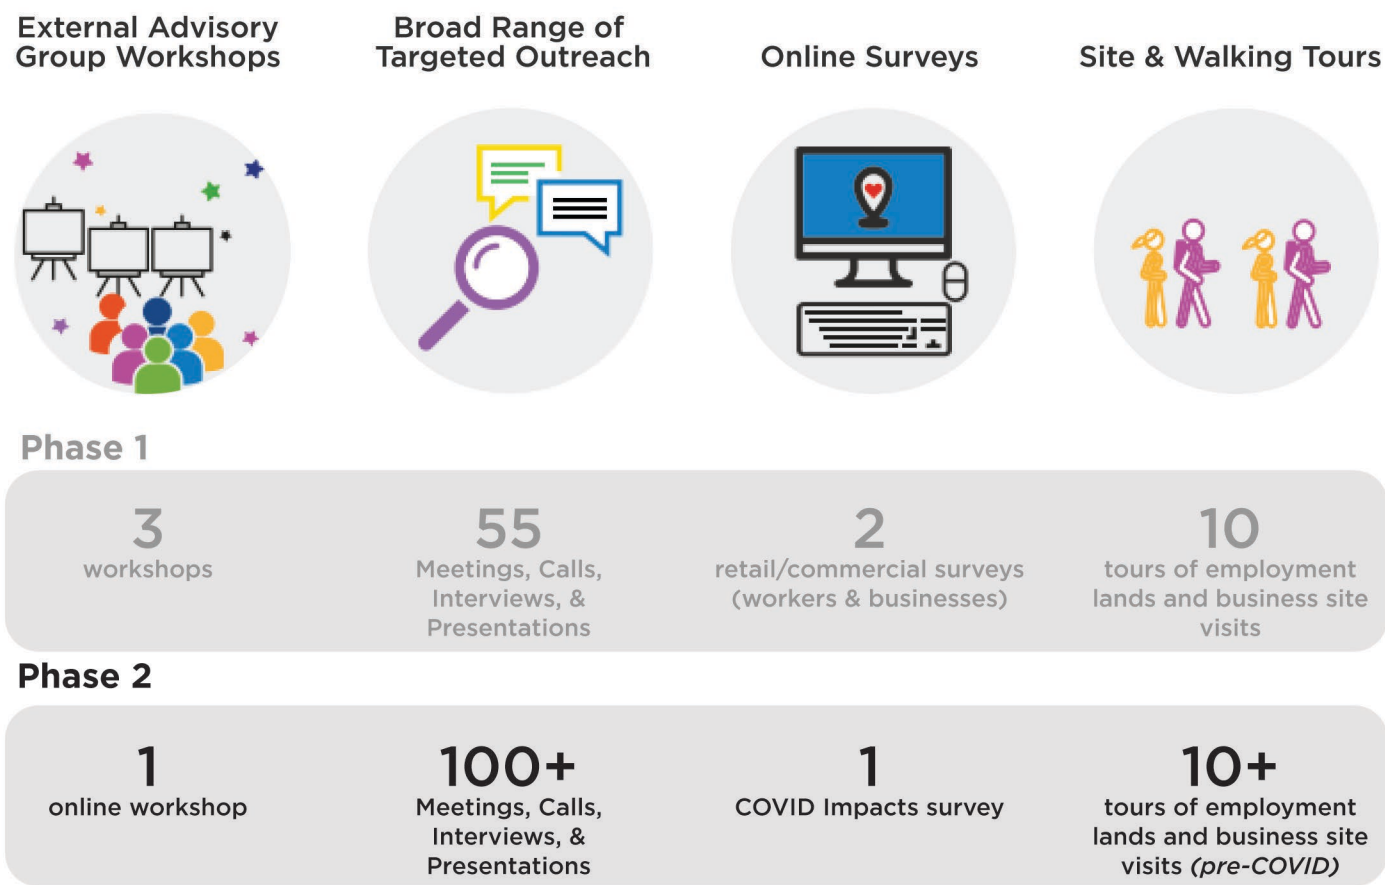 External Advisory
Group Workshops
Broad Range of
Targeted Outreach
Online Surveys
Site & Walking Tours
Phase 1
3
workshops
55
Meetings, Calls,
Interviews, &
Presentations
2
retail/commercial surveys
(workers & businesses)
10
tours of employment
lands and business site
visits
Phase 2
1
online workshop
100+
Meetings, Calls,
Interviews, &
Presentations
1
COVID Impacts survey
10+
tours of employment
lands and business site
visits (pre-COVID)